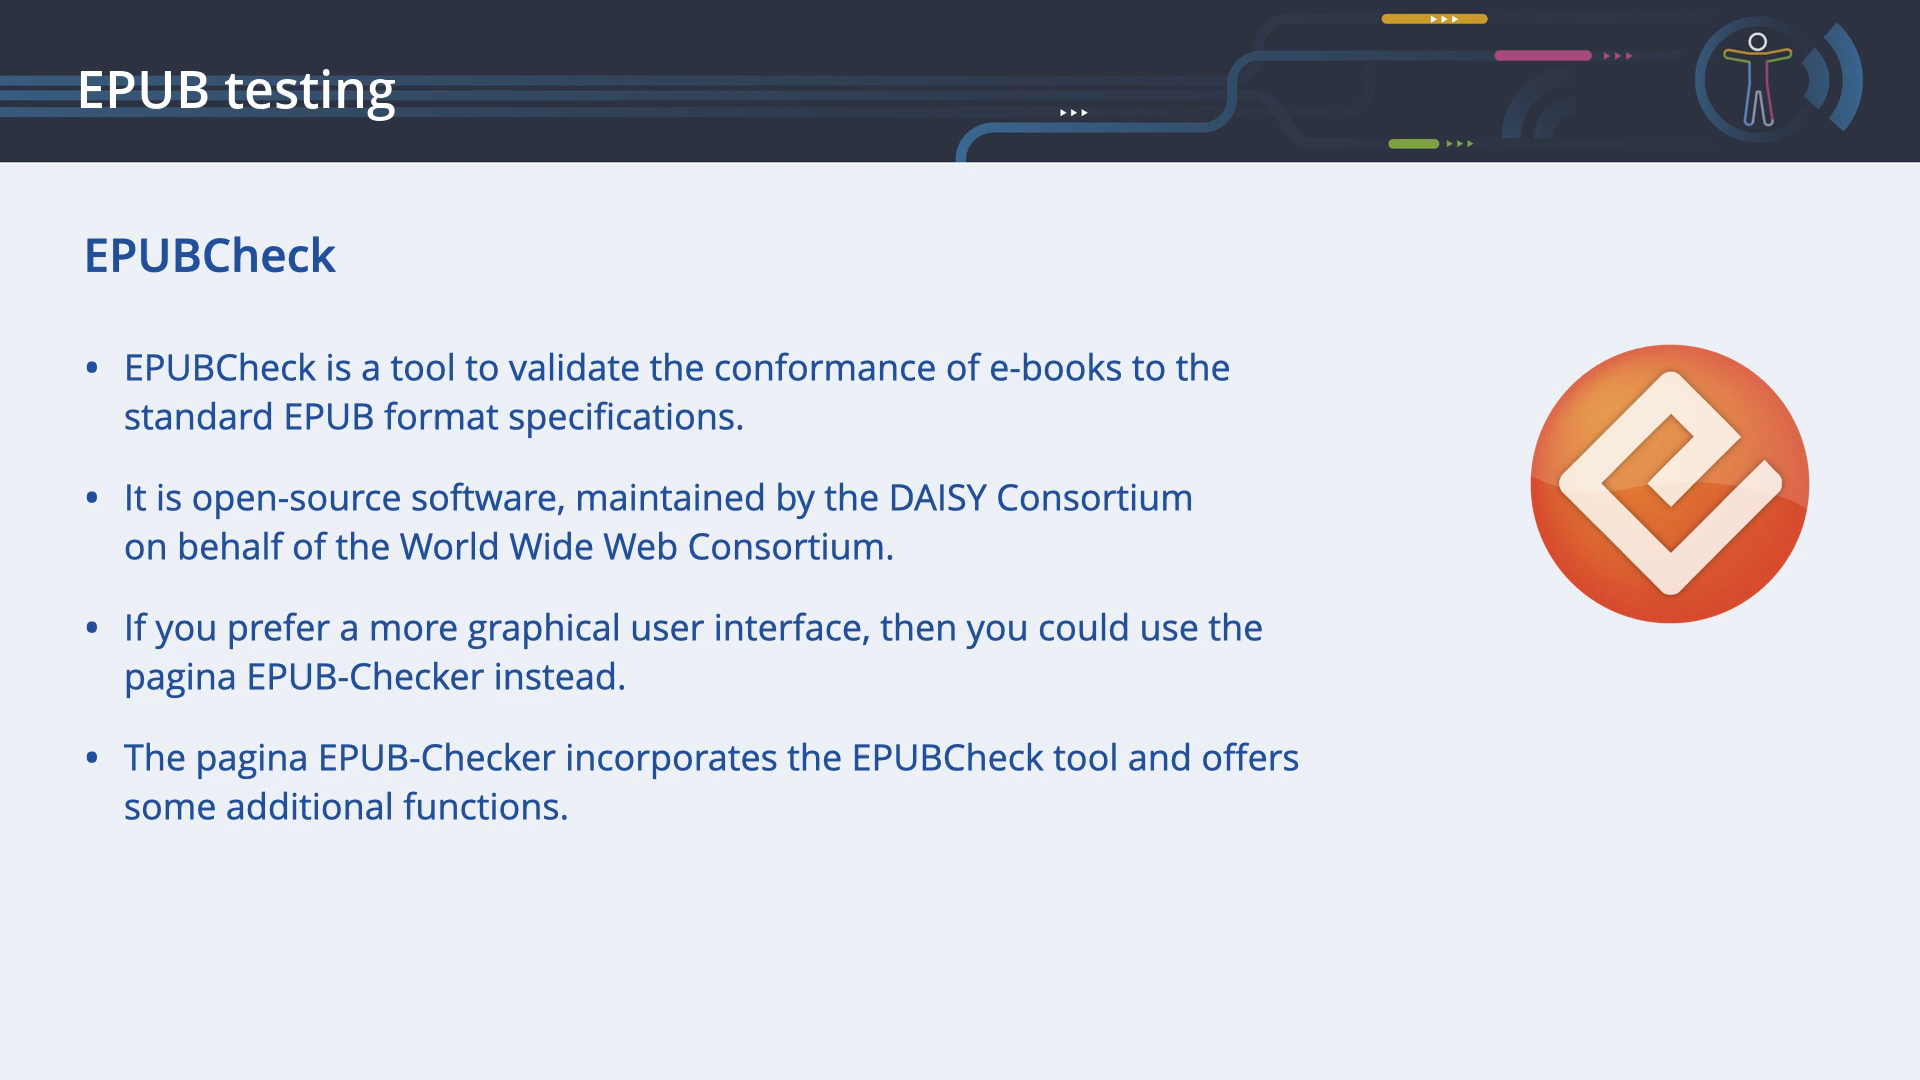 EPUB testing
EPUBCheck
• EPUBCheck is a tool to validate the conformance of e-books to the
standard EPUB format specifications.
• It is open-source software, maintained by the DAISY Consortium
on behalf of the World Wide Web Consortium.
• If you prefer a more graphical user interface, then you could use the
pagina EPUB-Checker instead.
• The pagina EPUB-Checker incorporates the EPUBCheck tool and offers
some additional functions.